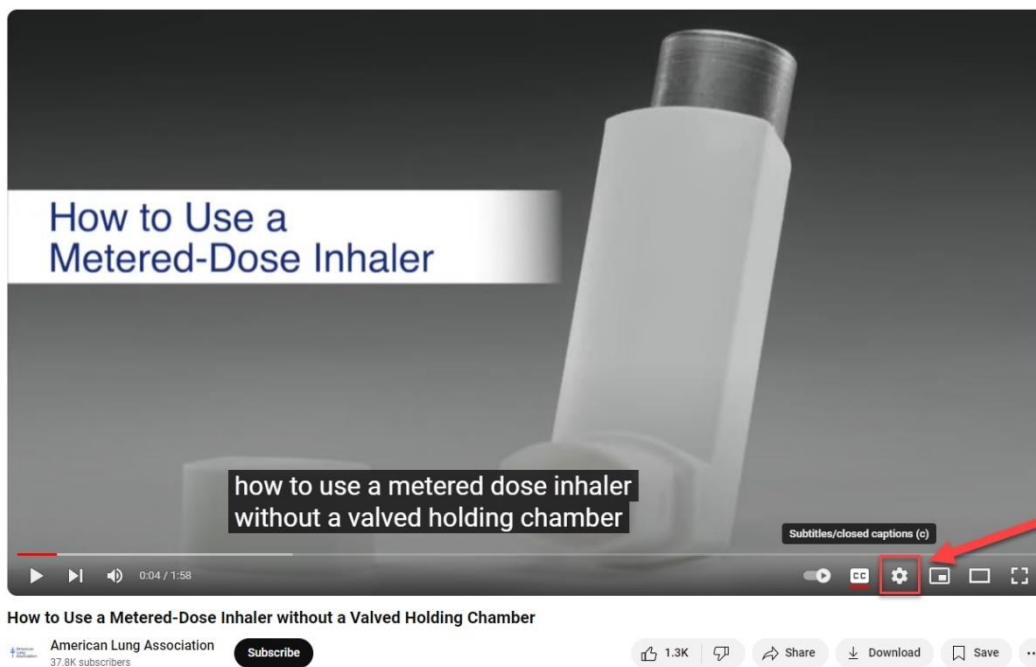 How to Use a
Metered-Dose Inhaler
how to use a metered dose inhaler
without a valved holding chamber
Subtitles/closed captions (c)
0:04 / 1:58
CC
How to Use a Metered-Dose Inhaler without a Valved Holding Chamber
American Lung Association
37.8K subscribers
Subscribe
1.3K
Share
Download
Save